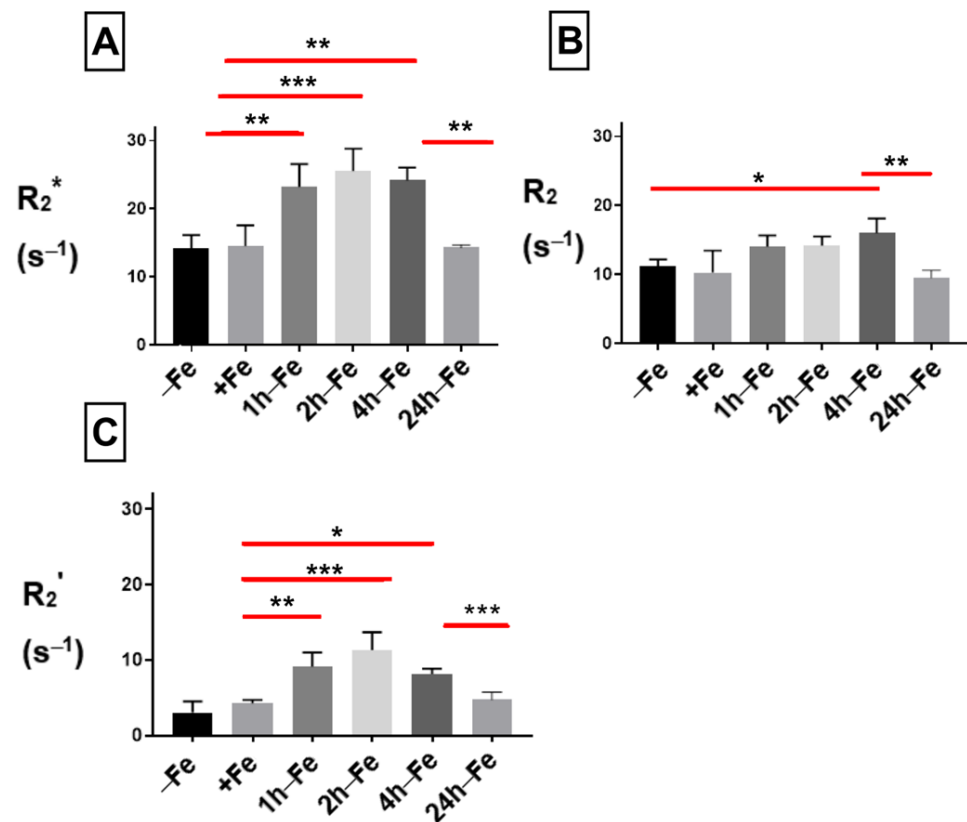 A
**
***
**
**
30
20
10
0
R₂*
(s⁻¹)
–Fe
+Fe
1h–Fe
2h–Fe
4h–Fe
24h–Fe
B
*
**
30
20
10
0
R₂
(s⁻¹)
–Fe
+Fe
1h–Fe
2h–Fe
4h–Fe
24h–Fe
C
*
***
**
***
30
20
10
0
R₂'
(s⁻¹)
–Fe
+Fe
1h–Fe
2h–Fe
4h–Fe
24h–Fe